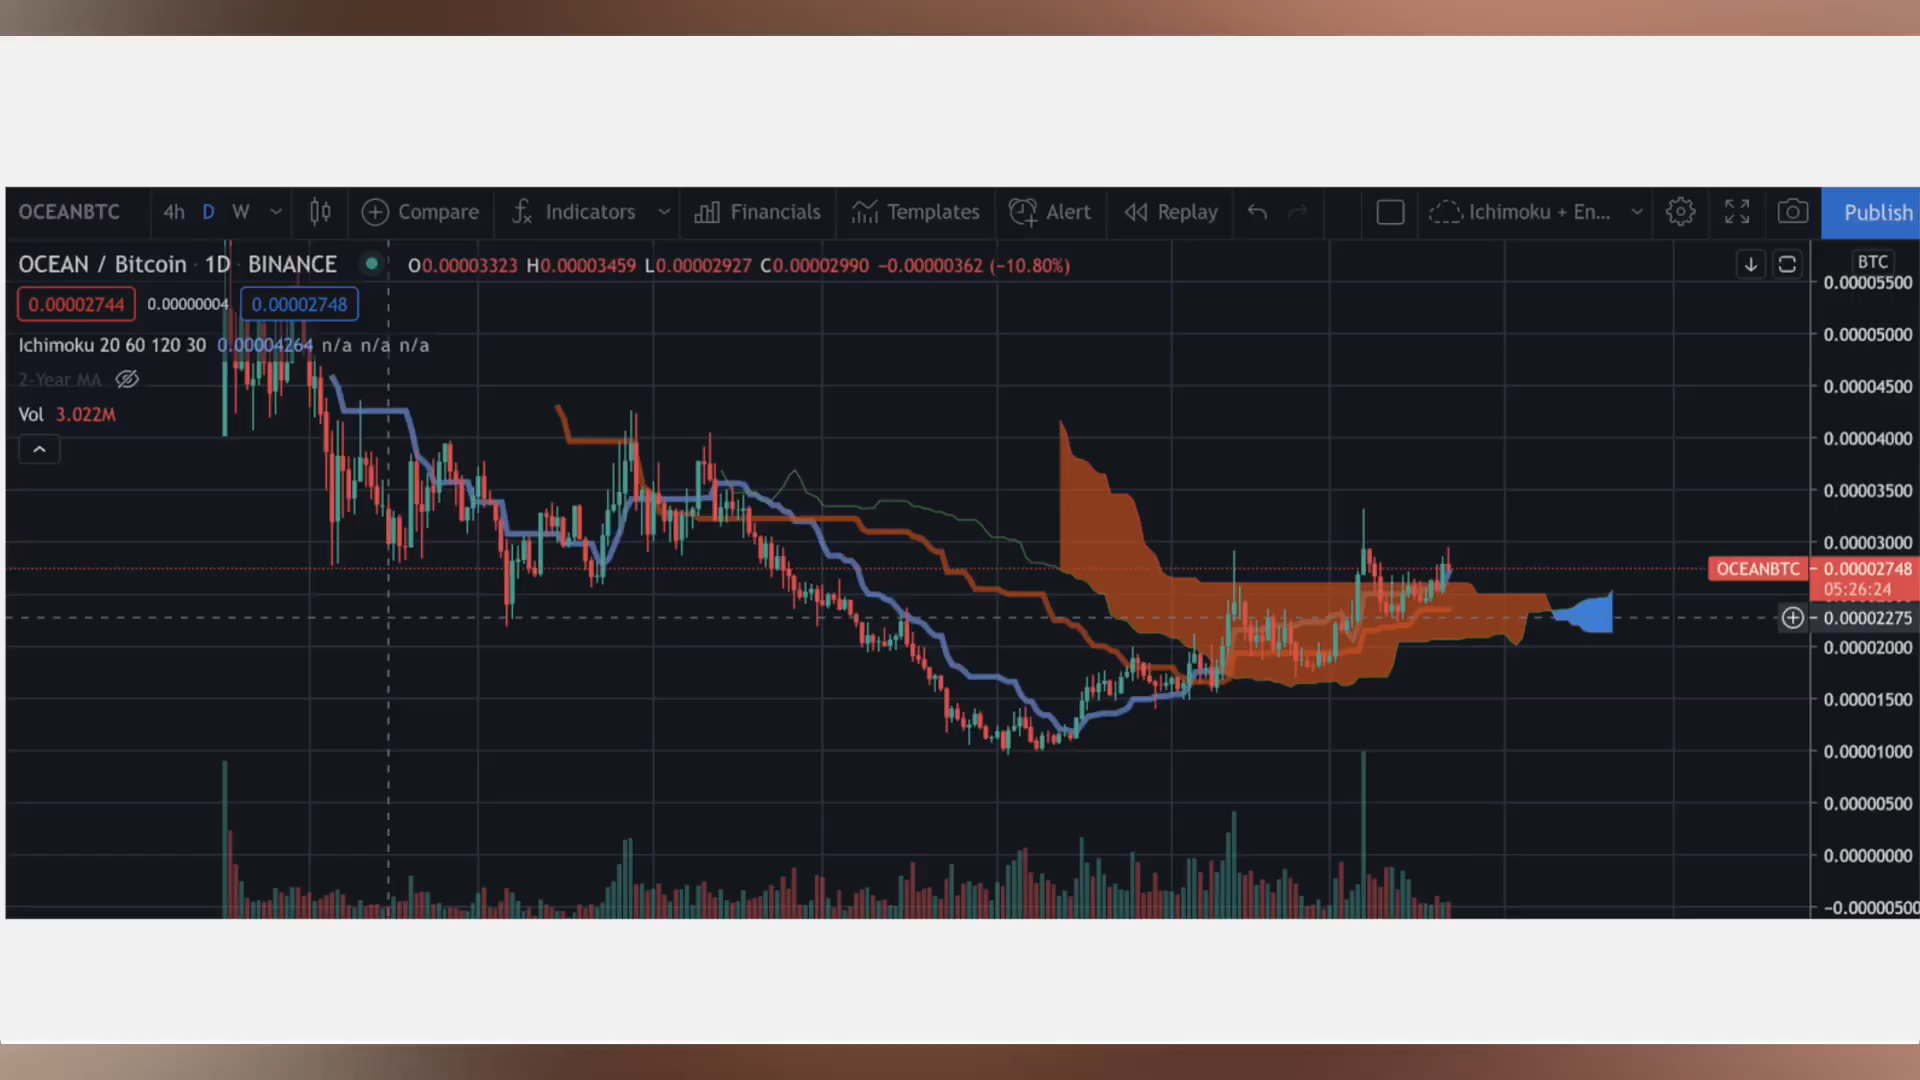 OCEANBTC 4h D W Compare Indicators Financials Templates Alert Replay Ichimoku + En... Publish
OCEAN / Bitcoin · 1D · BINANCE O0.00003323 H0.00003459 L0.00002927 C0.00002990 −0.00000362 (−10.80%) BTC
0.00005500
0.00002744 0.00000004 0.00002748
0.00005000
Ichimoku 20 60 120 30 0.00004264 n/a n/a n/a
2-Year MA
0.00004500
Vol 3.022M
0.00004000
0.00003500
0.00003000
OCEANBTC 0.00002748
05:26:24
0.00002275
0.00002000
0.00001500
0.00001000
0.00000500
0.00000000
−0.00000500